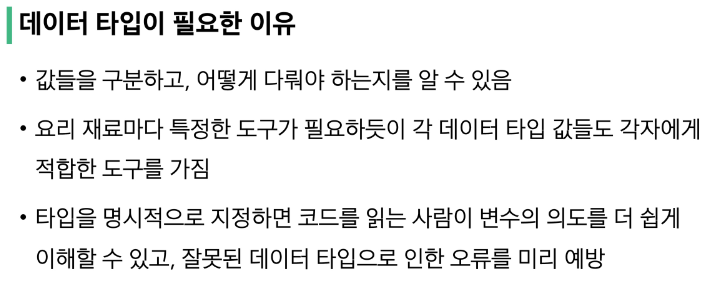 데이터 타입이 필요한 이유
• 값들을 구분하고, 어떻게 다뤄야 하는지를 알 수 있음
• 요리 재료마다 특정한 도구가 필요하듯이 각 데이터 타입 값들도 각자에게
적합한 도구를 가짐
• 타입을 명시적으로 지정하면 코드를 읽는 사람이 변수의 의도를 더 쉽게
이해할 수 있고, 잘못된 데이터 타입으로 인한 오류를 미리 예방